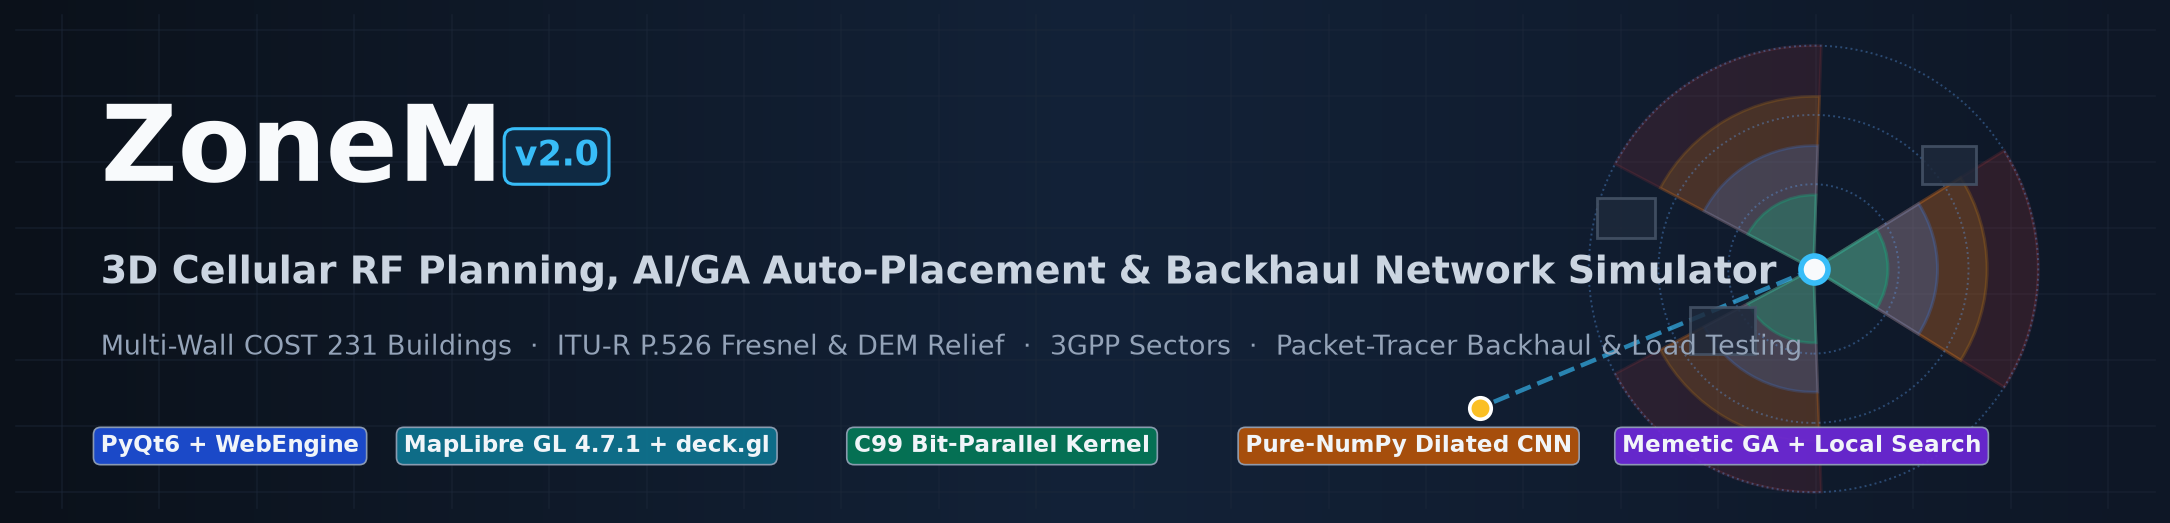 ZoneM v2.0
3D Cellular RF Planning, AI/GA Auto-Placement & Backhaul Network Simulator
Multi-Wall COST 231 Buildings · ITU-R P.526 Fresnel & DEM Relief · 3GPP Sectors · Packet-Tracer Backhaul & Load Testing
PyQt6 + WebEngine MapLibre GL 4.7.1 + deck.gl C99 Bit-Parallel Kernel Pure-NumPy Dilated CNN Memetic GA + Local Search